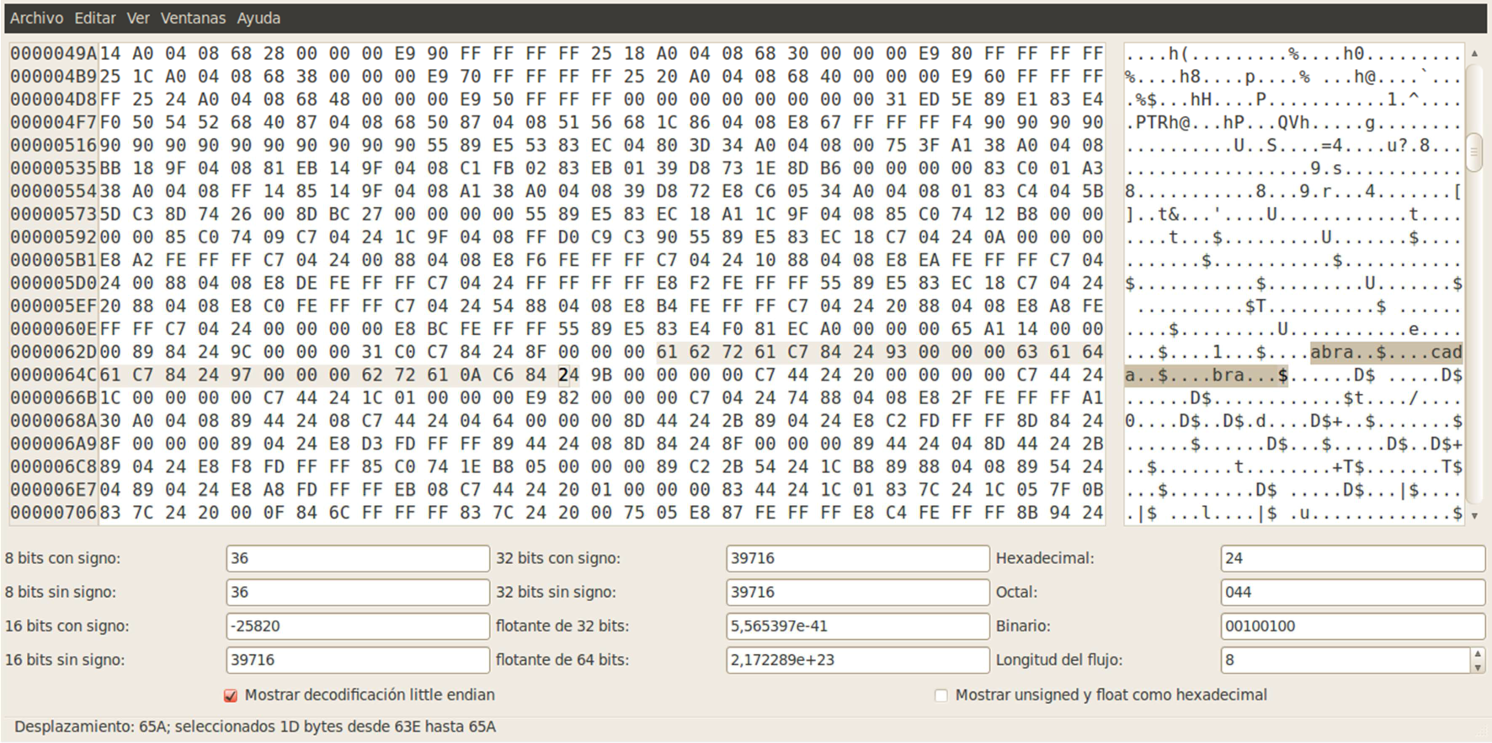 Archivo Editar Ver Ventanas Ayuda
0000049A 14 A0 04 08 68 28 00 00 00 E9 90 FF FF FF FF 25 18 A0 04 08 68 30 00 00 00 E9 80 FF FF FF FF ....h(.........%....h0.........
000004B9 25 1C A0 04 08 68 38 00 00 00 E9 70 FF FF FF FF 25 20 A0 04 08 68 40 00 00 00 E9 60 FF FF FF %....h8....p....% ...h@....`...
000004D8 FF 25 24 A0 04 08 68 48 00 00 00 E9 50 FF FF FF 00 00 00 00 00 00 00 00 31 ED 5E 89 E1 83 E4 .%$...hH....P...........1.^....
000004F7 F0 50 54 52 68 40 87 04 08 68 50 87 04 08 51 56 68 1C 86 04 08 E8 67 FF FF FF F4 90 90 90 90 .PTRh@...hP...QVh.....g........
00000516 90 90 90 90 90 90 90 90 90 90 55 89 E5 53 83 EC 04 80 3D 34 A0 04 08 00 75 3F A1 38 A0 04 08 ..........U..S....=4....u?.8...
00000535 BB 18 9F 04 08 81 EB 14 9F 04 08 C1 FB 02 83 EB 01 39 D8 73 1E 8D B6 00 00 00 00 83 C0 01 A3 .................9.s...........
00000554 38 A0 04 08 FF 14 85 14 9F 04 08 A1 38 A0 04 08 39 D8 72 E8 C6 05 34 A0 04 08 01 83 C4 04 5B 8...........8...9.r...4.......[
00000573 5D C3 8D 74 26 00 8D BC 27 00 00 00 00 55 89 E5 83 EC 18 A1 1C 9F 04 08 85 C0 74 12 B8 00 00 ]..t&...'....U............t....
00000592 00 00 85 C0 74 09 C7 04 24 1C 9F 04 08 FF D0 C9 C3 90 55 89 E5 83 EC 18 C7 04 24 0A 00 00 00 ....t...$.........U.......$....
000005B1 E8 A2 FE FF FF C7 04 24 00 88 04 08 E8 F6 FE FF FF C7 04 24 10 88 04 08 E8 EA FE FF FF C7 04 .......$...........$...........
000005D0 24 00 88 04 08 E8 DE FE FF FF C7 04 24 FF FF FF FF E8 F2 FE FF FF 55 89 E5 83 EC 18 C7 04 24 $...........$.........U.......$
000005EF 20 88 04 08 E8 C0 FE FF FF C7 04 24 54 88 04 08 E8 B4 FE FF FF C7 04 24 20 88 04 08 E8 A8 FE  ..........$T..........$ ......
0000060E FF FF C7 04 24 00 00 00 00 E8 BC FE FF FF 55 89 E5 83 E4 F0 81 EC A0 00 00 00 65 A1 14 00 00 ....$.........U...........e....
0000062D 00 89 84 24 9C 00 00 00 31 C0 C7 84 24 8F 00 00 00 61 62 72 61 C7 84 24 93 00 00 00 63 61 64 ...$....1...$....abra..$....cad
0000064C 61 C7 84 24 97 00 00 00 62 72 61 0A C6 84 24 9B 00 00 00 00 C7 44 24 20 00 00 00 00 C7 44 24 a..$....bra...$......D$ .....D$
0000066B 1C 00 00 00 00 C7 44 24 1C 01 00 00 00 E9 82 00 00 00 C7 04 24 74 88 04 08 E8 2F FE FF FF A1 ......D$............$t..../....
0000068A 30 A0 04 08 89 44 24 08 C7 44 24 04 64 00 00 00 8D 44 24 2B 89 04 24 E8 C2 FD FF FF 8D 84 24 0....D$..D$.d....D$+..$.......$
000006A9 8F 00 00 00 89 04 24 E8 D3 FD FF FF 89 44 24 08 8D 84 24 8F 00 00 00 89 44 24 04 8D 44 24 2B ......$......D$...$.....D$..D$+
000006C8 89 04 24 E8 F8 FD FF FF 85 C0 74 1E B8 05 00 00 00 89 C2 2B 54 24 1C B8 89 88 04 08 89 54 24 ..$.......t........+T$.......T$
000006E7 04 89 04 24 E8 A8 FD FF FF EB 08 C7 44 24 20 01 00 00 00 83 44 24 1C 01 83 7C 24 1C 05 7F 0B ...$........D$ .....D$...|$....
00000706 83 7C 24 20 00 0F 84 6C FF FF FF 83 7C 24 20 00 75 05 E8 87 FE FF FF E8 C4 FE FF FF 8B 94 24 .|$ ...l....|$ .u.............$
8 bits con signo: 36 32 bits con signo: 39716 Hexadecimal: 24
8 bits sin signo: 36 32 bits sin signo: 39716 Octal: 044
16 bits con signo: -25820 flotante de 32 bits: 5,565397e-41 Binario: 00100100
16 bits sin signo: 39716 flotante de 64 bits: 2,172289e+23 Longitud del flujo: 8
Mostrar decodificación little endian Mostrar unsigned y float como hexadecimal
Desplazamiento: 65A; seleccionados 1D bytes desde 63E hasta 65A